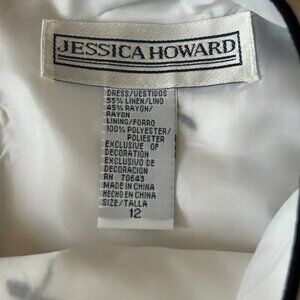 JESSICA HOWARD
DRESS/VESTIDOS
55% LINEN/LINO
45% RAYON/
RAYON
LINING/FORRO
100% POLYESTER/
POLIESTER
EXCLUSIVE OF
DECORATION
EXCLUSIVO DE
DECORACION
RN 70643
MADE IN CHINA
HECHO EN CHINA
SIZE/TALLA
12